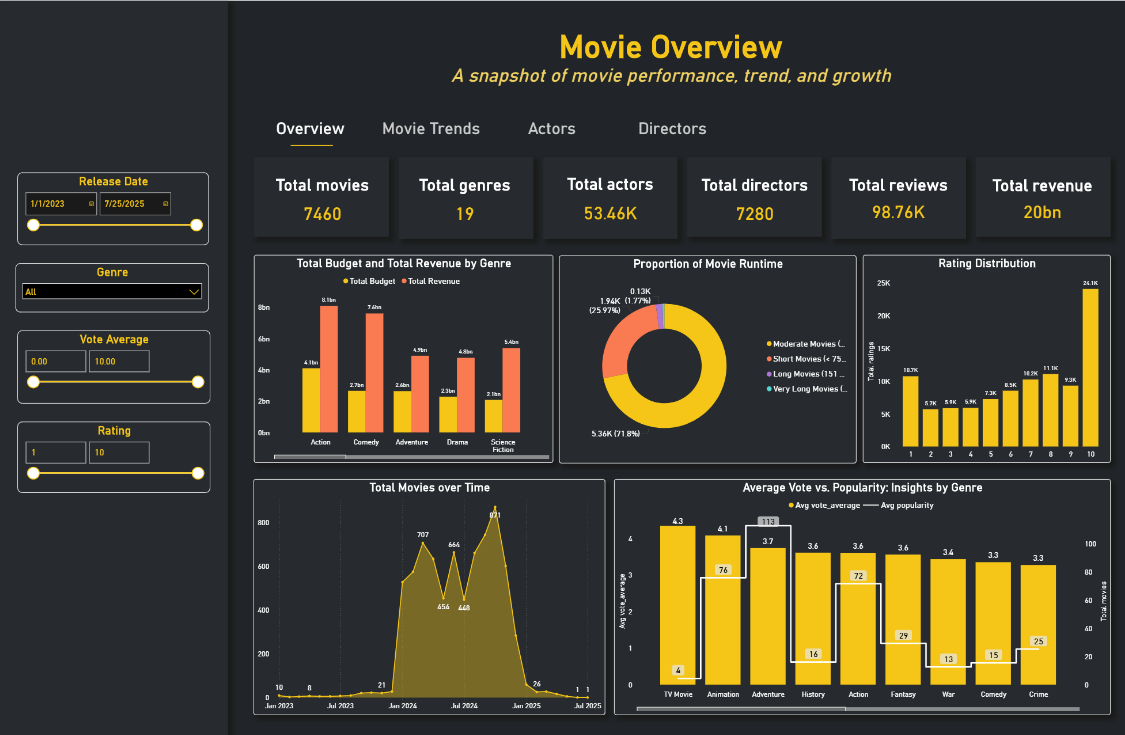 Movie Overview
A snapshot of movie performance, trend, and growth
Overview Movie Trends Actors Directors
Release Date
1/1/2023 7/25/2025
Genre
All
Vote Average
0.00 10.00
Rating
1 10
Total movies
7460
Total genres
19
Total actors
53.46K
Total directors
7280
Total reviews
98.76K
Total revenue
20bn
Total Budget and Total Revenue by Genre
Total Budget Total Revenue
8bn
6bn
4bn
2bn
0bn
4.1bn 8.1bn 2.7bn 7.6bn 2.6bn 4.9bn 2.3bn 4.8bn 2.1bn 5.4bn
Action Comedy Adventure Drama Science
Fiction
Proportion of Movie Runtime
0.13K
1.94K (1.77%)
(25.97%)
5.36K (71.8%)
Moderate Movies (...
Short Movies (< 75...
Long Movies (151 ...
Very Long Movies (...
Rating Distribution
Total ratings
25K
20K
15K
10K
5K
0K
10.7K 5.7K 5.9K 5.9K 7.3K 8.5K 10.2K 11.1K 9.3K 24.1K
1 2 3 4 5 6 7 8 9 10
Total Movies over Time
800
600
400
200
0
10 8 21 707 454 664 448 871 26 1 1
Jan 2023 Jul 2023 Jan 2024 Jul 2024 Jan 2025 Jul 2025
Average Vote vs. Popularity: Insights by Genre
Avg vote_average Avg popularity
Avg vote_average
4
3
2
1
0
4.3 4.1 3.7 3.6 3.6 3.6 3.4 3.3 3.3
4 76 113 16 72 29 13 15 25
TV Movie Animation Adventure History Action Fantasy War Comedy Crime
100
80
60
40
20
0
Total movies